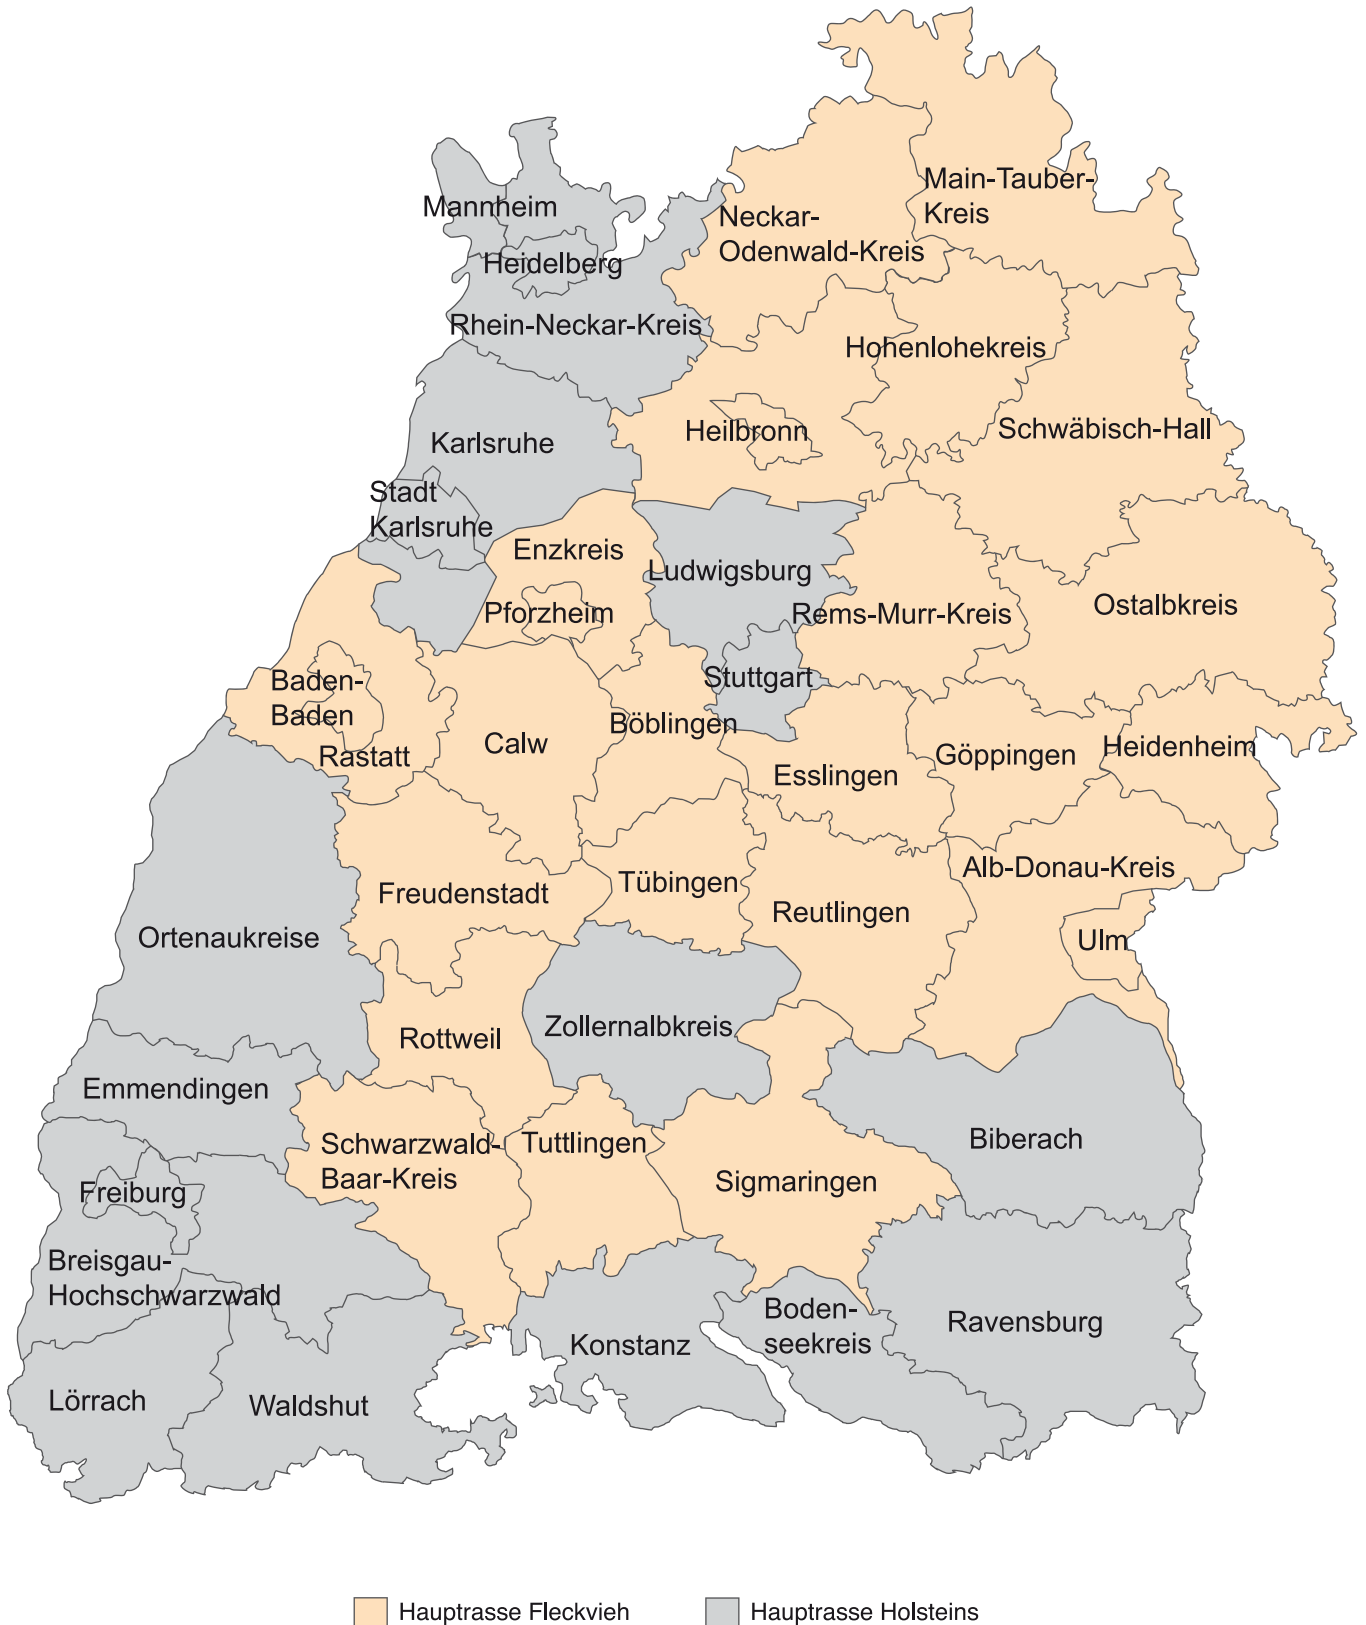 Main-Tauber-
Kreis
Mannheim
Neckar-
Odenwald-Kreis
Heidelberg
Rhein-Neckar-Kreis
Hohenlohekreis
Heilbronn
Schwäbisch-Hall
Karlsruhe
Stadt
Karlsruhe
Enzkreis
Ludwigsburg
Pforzheim
Rems-Murr-Kreis
Ostalbkreis
Baden-
Baden
Stuttgart
Rastatt
Calw
Böblingen
Esslingen
Göppingen
Heidenheim
Freudenstadt
Tübingen
Reutlingen
Alb-Donau-Kreis
Ulm
Ortenaukreise
Rottweil
Zollernalbkreis
Emmendingen
Schwarzwald-
Baar-Kreis
Tuttlingen
Sigmaringen
Biberach
Freiburg
Breisgau-
Hochschwarzwald
Konstanz
Boden-
seekreis
Ravensburg
Lörrach
Waldshut
Hauptrasse Fleckvieh
Hauptrasse Holsteins